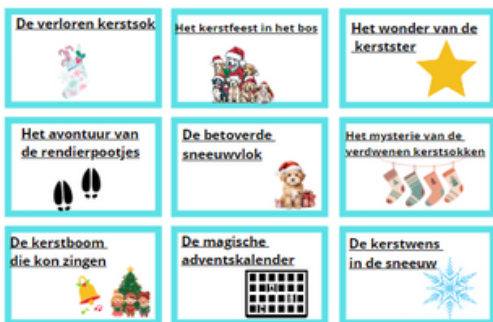 De verloren kerstsok
Het kerstfeest in het bos
Het wonder van de
kerstster
Het avontuur van
de rendierpootjes
De betoverde
sneeuwvlok
Het mysterie van de
verdwenen kerstsokken
De kerstboom
die kon zingen
De magische
adventskalender
De kerstwens
in de sneeuw